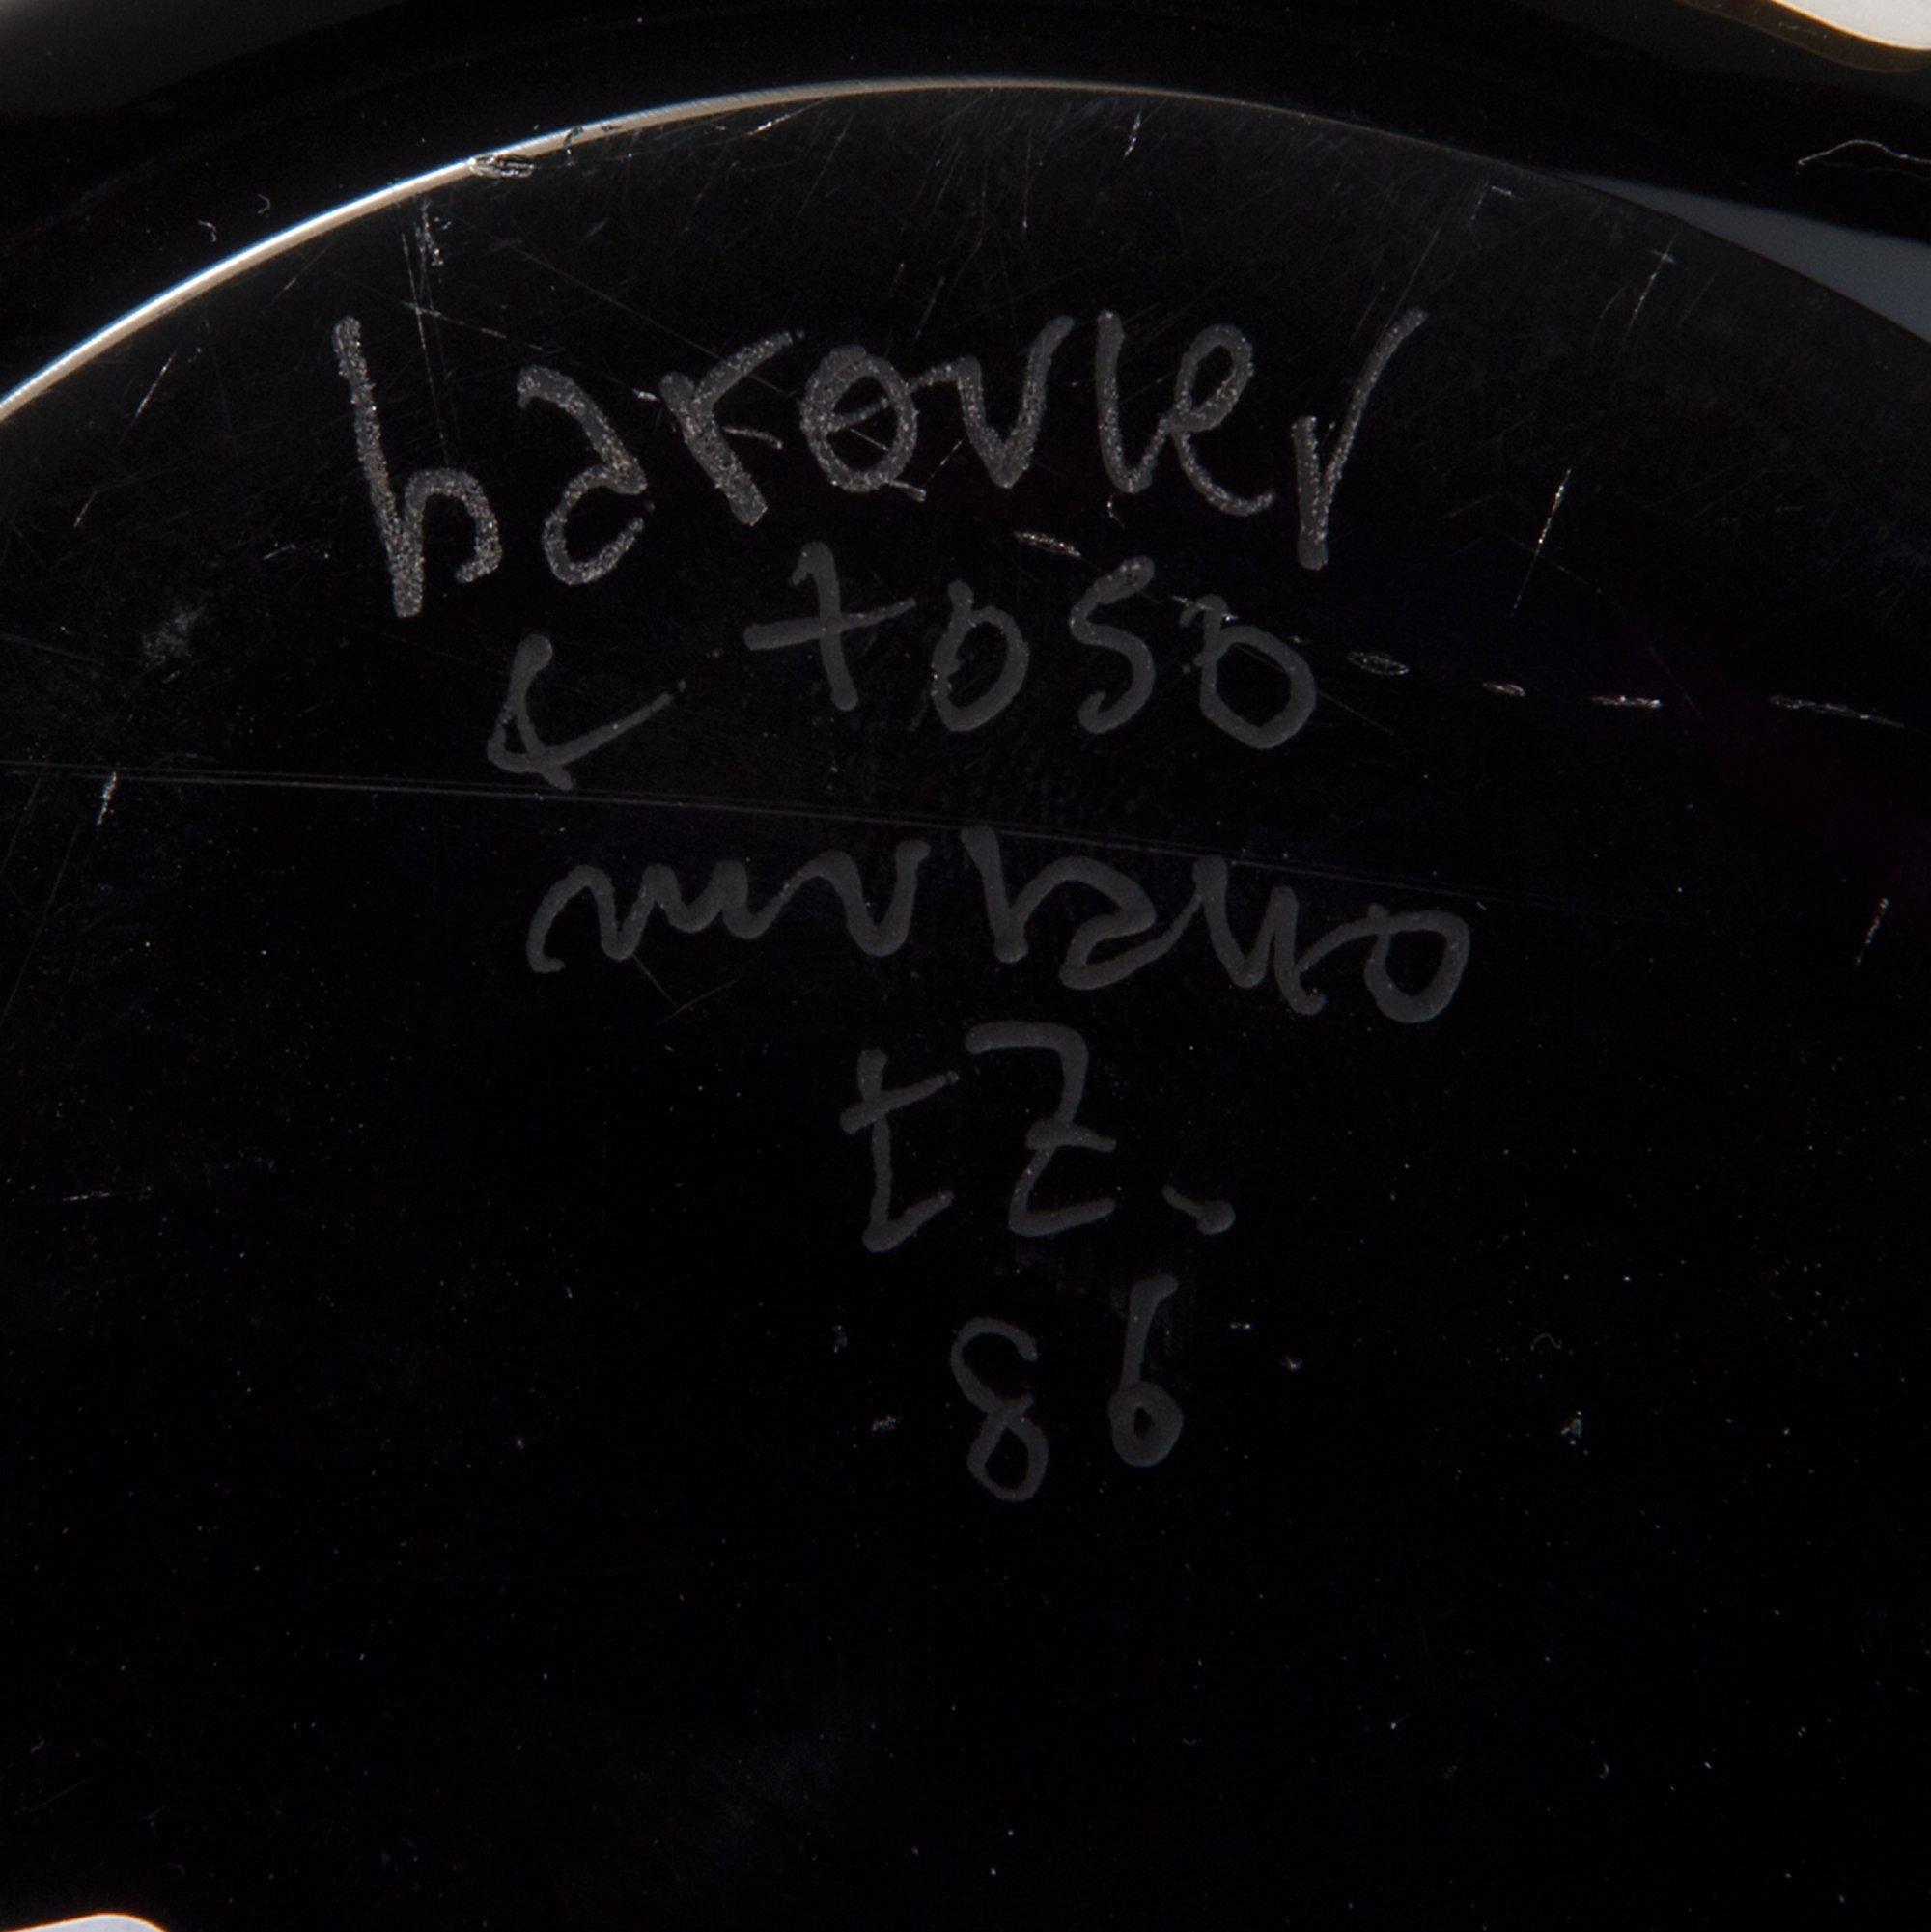 barovier
& toso
murano
tz.
86